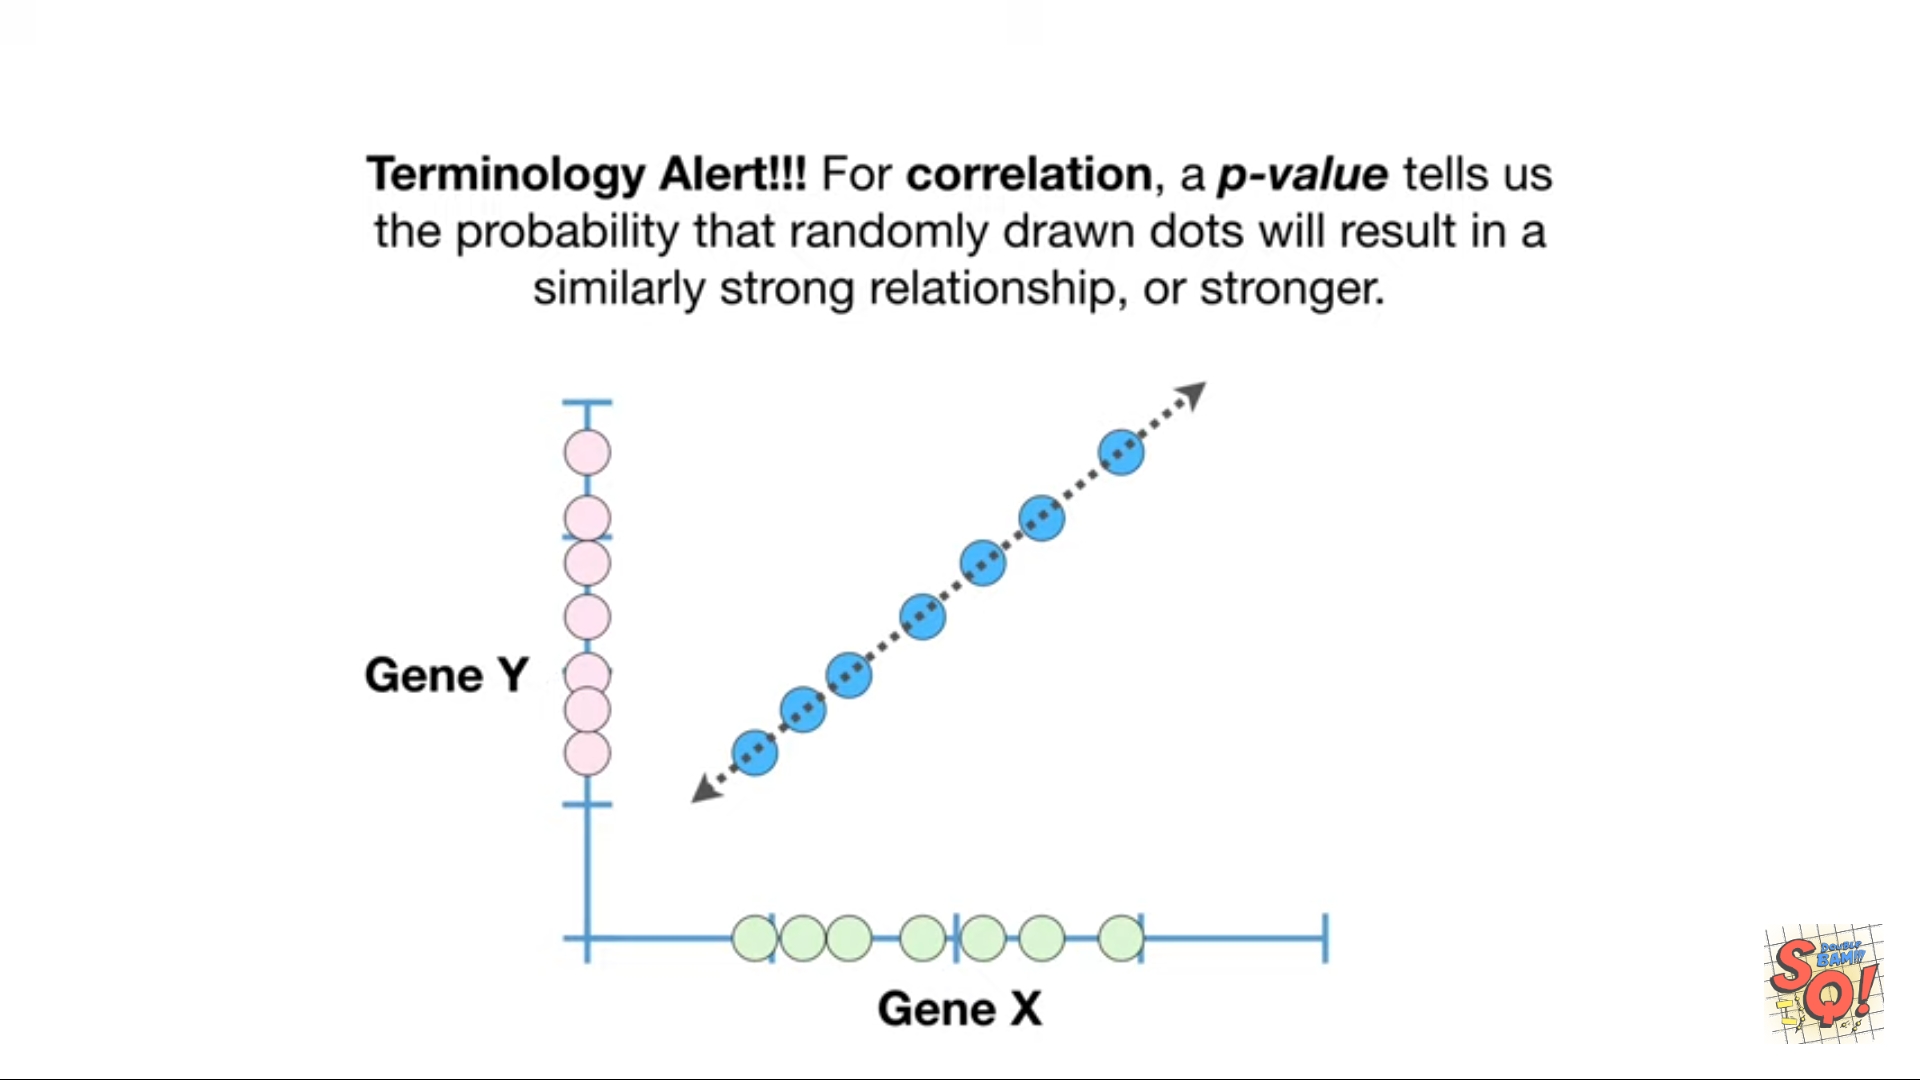 Terminology Alert!!! For correlation, a p-value tells us
the probability that randomly drawn dots will result in a
similarly strong relationship, or stronger.
Gene Y
Gene X
DOUBLE
BAM!!
SQ!